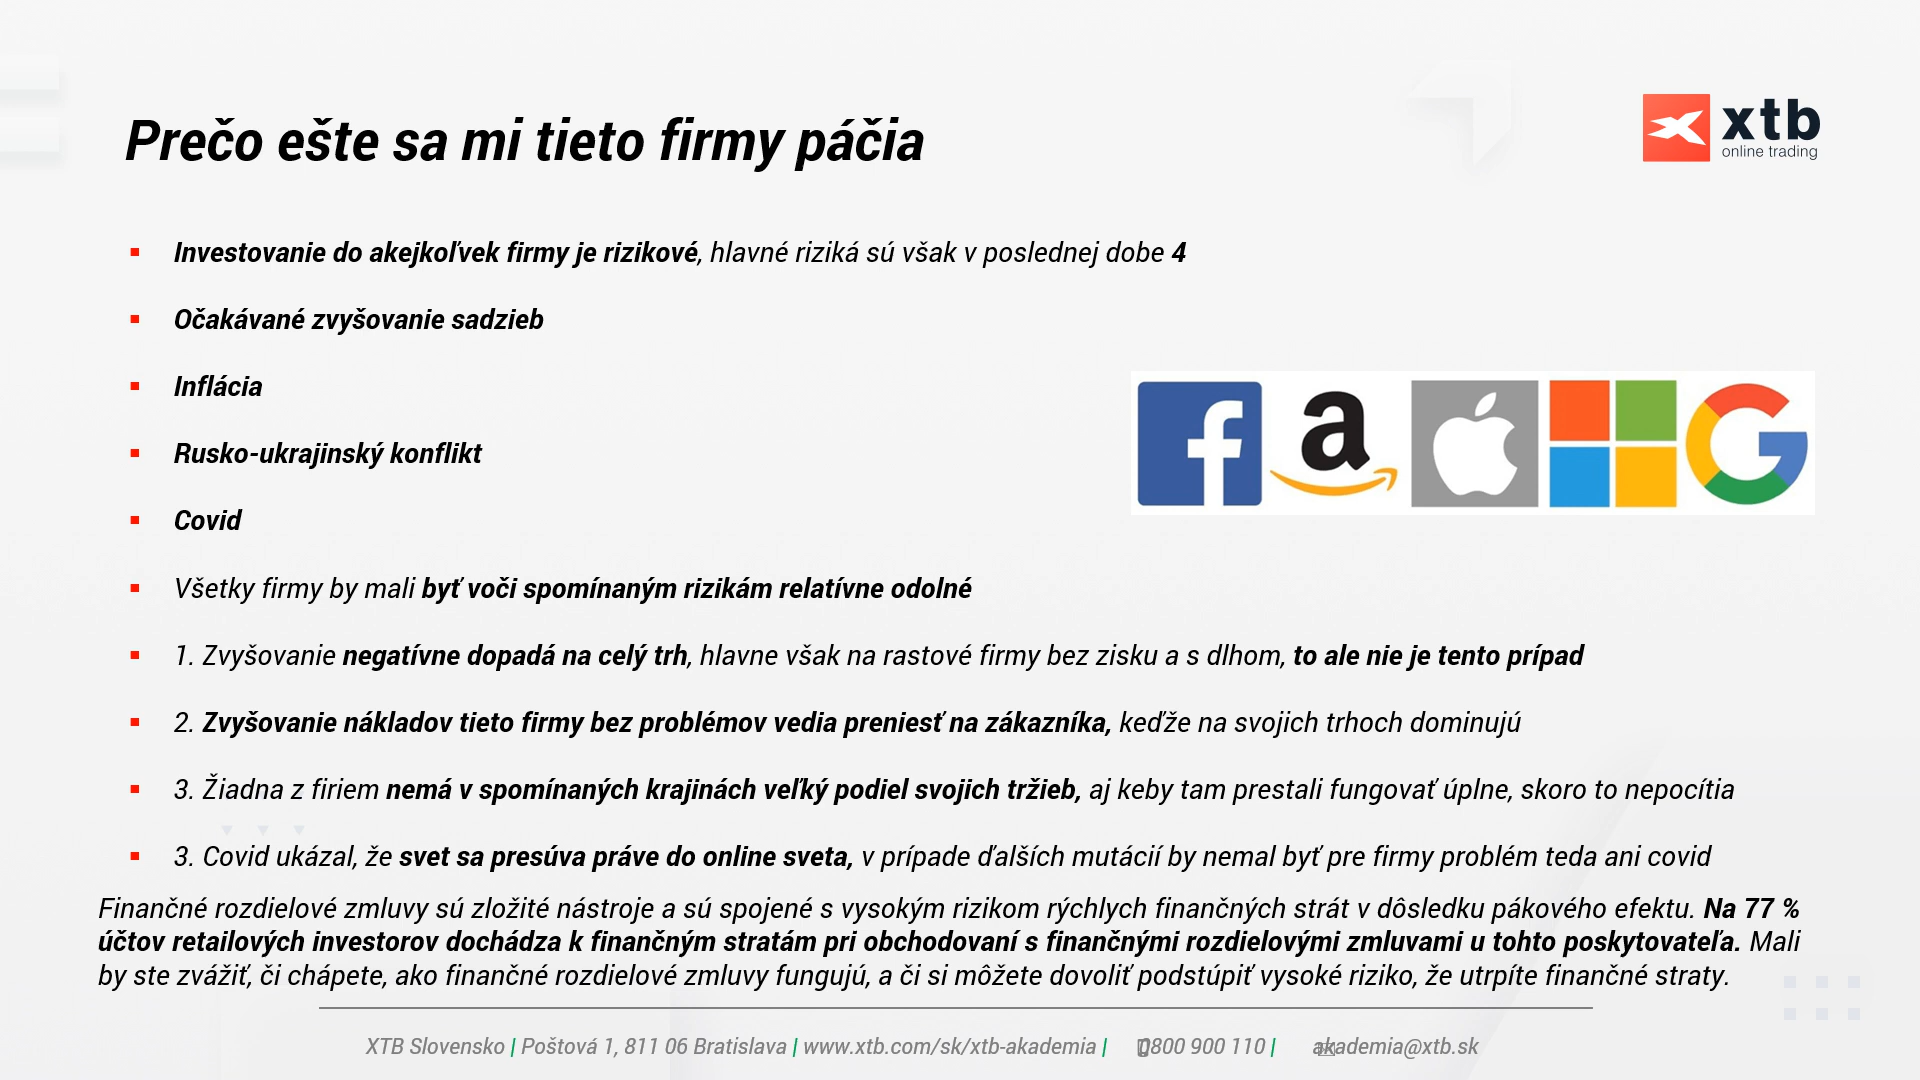 Prečo ešte sa mi tieto firmy páčia
xtb
online trading
Investovanie do akejkoľvek firmy je rizikové, hlavné riziká sú však v poslednej dobe 4
Očakávané zvyšovanie sadzieb
Inflácia
Rusko-ukrajinský konflikt
Covid
Všetky firmy by mali byť voči spomínaným rizikám relatívne odolné
1. Zvyšovanie negatívne dopadá na celý trh, hlavne však na rastové firmy bez zisku a s dlhom, to ale nie je tento prípad
2. Zvyšovanie nákladov tieto firmy bez problémov vedia preniesť na zákazníka, keďže na svojich trhoch dominujú
3. Žiadna z firiem nemá v spomínaných krajinách veľký podiel svojich tržieb, aj keby tam prestali fungovať úplne, skoro to nepocítia
3. Covid ukázal, že svet sa presúva práve do online sveta, v prípade ďalších mutácií by nemal byť pre firmy problém teda ani covid
Finančné rozdielové zmluvy sú zložité nástroje a sú spojené s vysokým rizikom rýchlych finančných strát v dôsledku pákového efektu. Na 77 %
účtov retailových investorov dochádza k finančným stratám pri obchodovaní s finančnými rozdielovými zmluvami u tohto poskytovateľa. Mali
by ste zvážiť, či chápete, ako finančné rozdielové zmluvy fungujú, a či si môžete dovoliť podstúpiť vysoké riziko, že utrpíte finančné straty.
XTB Slovensko | Poštová 1, 811 06 Bratislava | www.xtb.com/sk/xtb-akademia | 0800 900 110 | akademia@xtb.sk